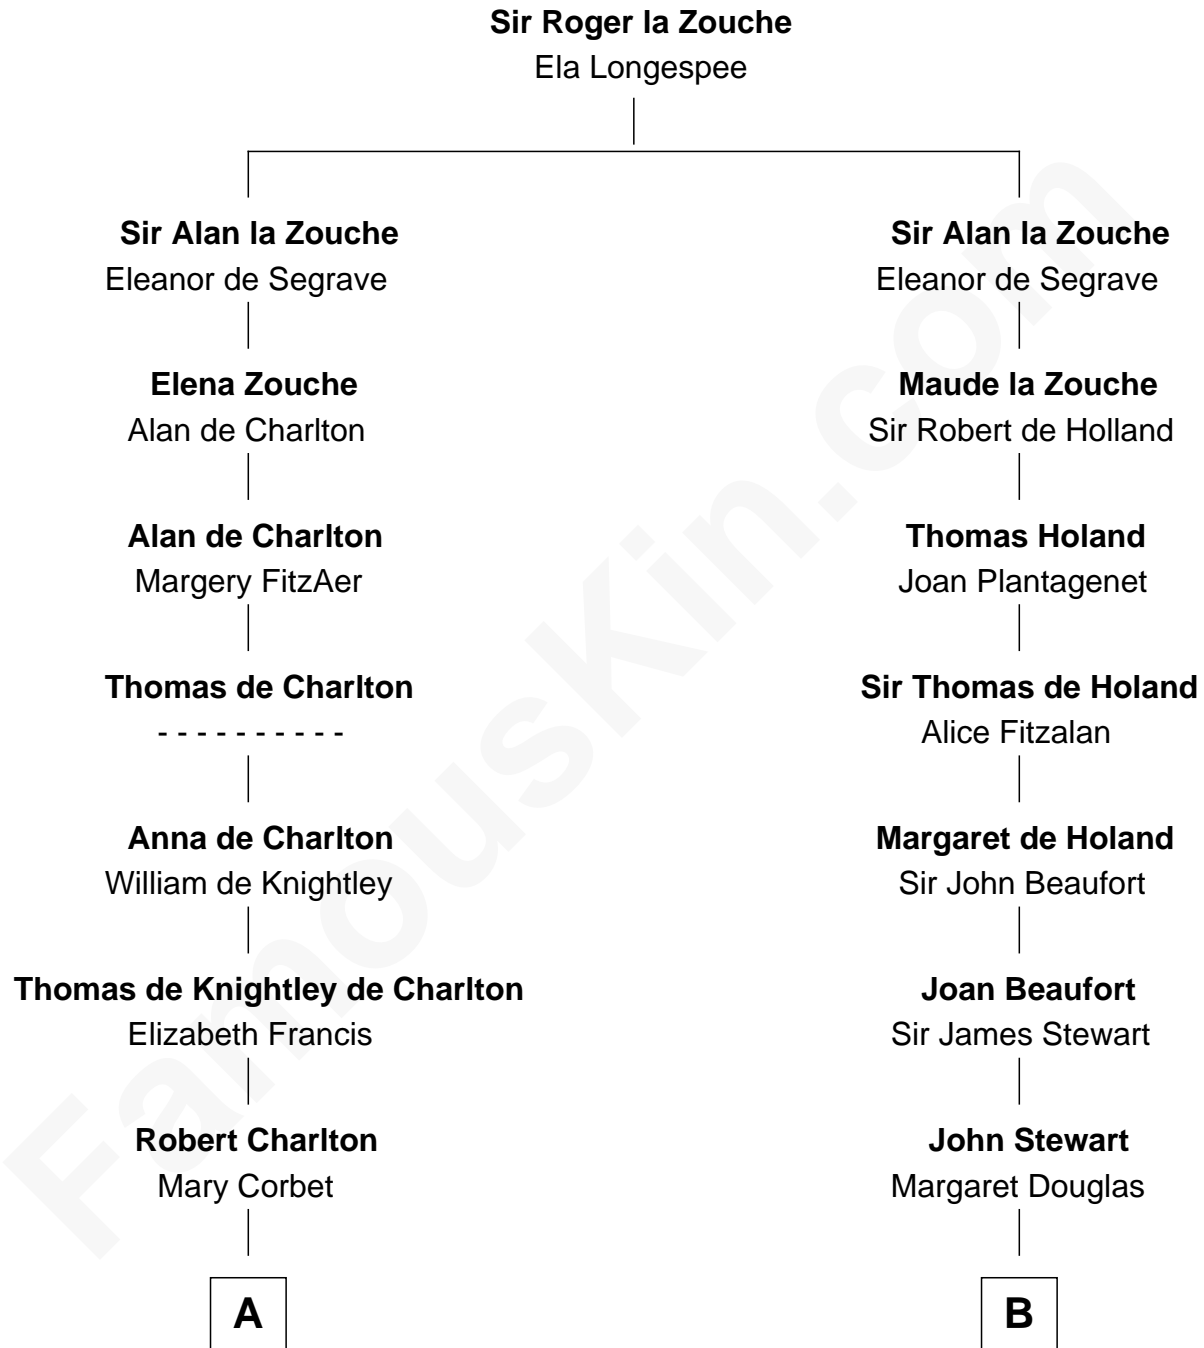 Sir Roger la Zouche
Ela Longespee
Sir Alan la Zouche
Eleanor de Segrave
Sir Alan la Zouche
Eleanor de Segrave
Elena Zouche
Alan de Charlton
Maude la Zouche
Sir Robert de Holland
Alan de Charlton
Margery FitzAer
Thomas Holand
Joan Plantagenet
Thomas de Charlton
- - - - - - - - - -
Sir Thomas de Holand
Alice Fitzalan
Anna de Charlton
William de Knightley
Margaret de Holand
Sir John Beaufort
Thomas de Knightley de Charlton
Elizabeth Francis
Joan Beaufort
Sir James Stewart
Robert Charlton
Mary Corbet
John Stewart
Margaret Douglas
A
B
FamousKin.com